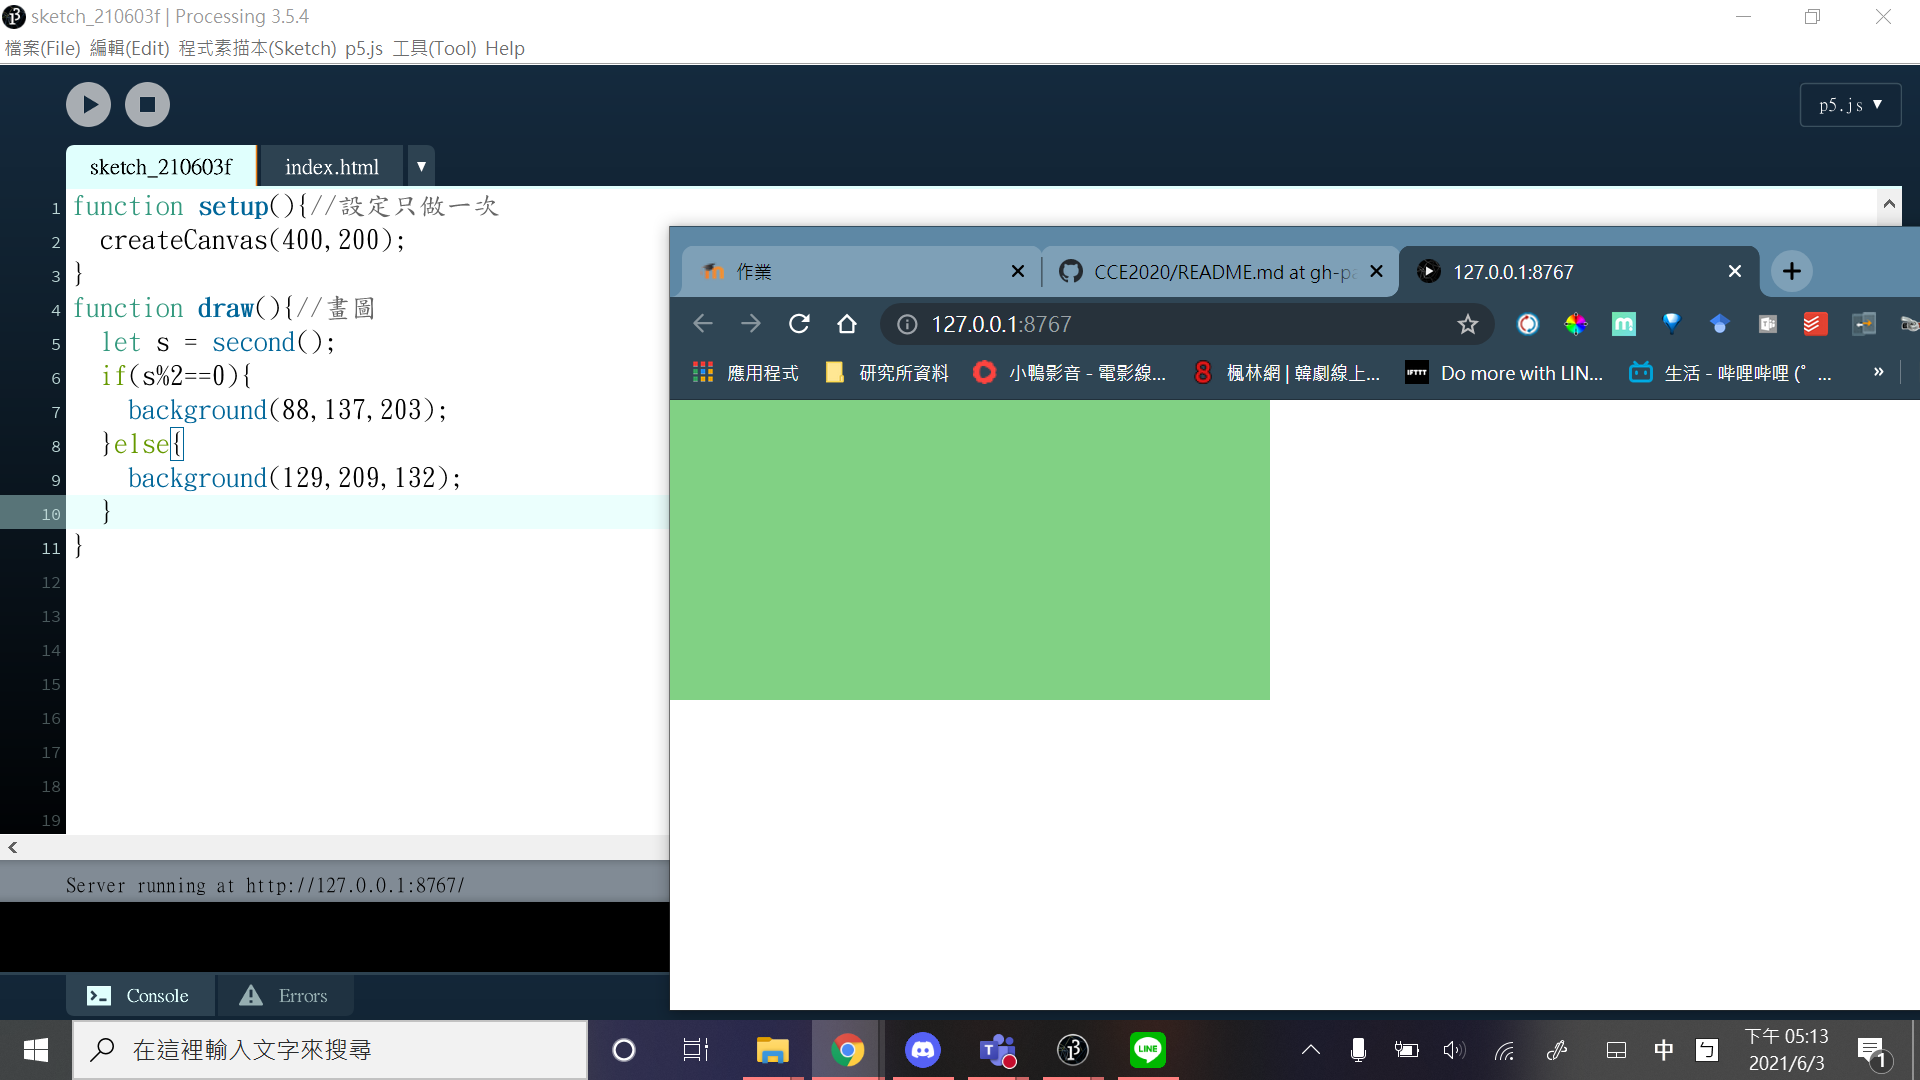 sketch_210603f | Processing 3.5.4
檔案(File) 編輯(Edit) 程式素描本(Sketch) p5.js 工具(Tool) Help
p5.js ▼
sketch_210603f index.html ▼
1 function setup(){//設定只做一次
2   createCanvas(400,200);
3 }
4 function draw(){//畫圖
5   let s = second();
6   if(s%2==0){
7     background(88,137,203);
8   }else{
9     background(129,209,132);
10   }
11 }
12
13
14
15
16
17
18
19
Server running at http://127.0.0.1:8767/
Console Errors
作業 CCE2020/README.md at gh-pa 127.0.0.1:8767
127.0.0.1:8767
應用程式 研究所資料 小鴨影音 - 電影線... 楓林網 | 韓劇線上... IFTTT Do more with LIN... 生活 - 哔哩哔哩 (゜... »
在這裡輸入文字來搜尋
LINE
中
下午 05:13
2021/6/3
1